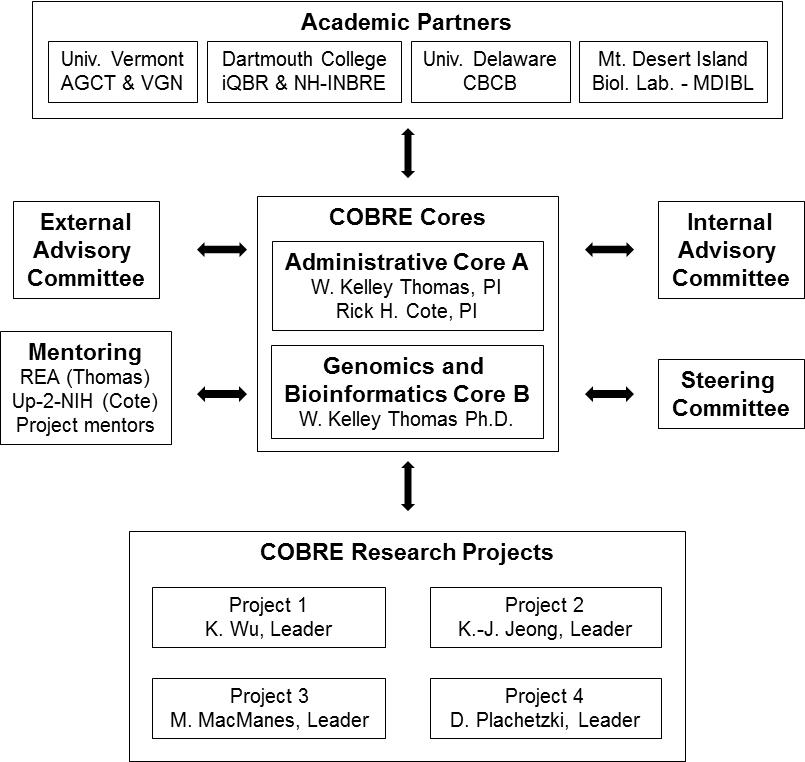 Academic Partners
Univ. Vermont
AGCT & VGN
Dartmouth College
iQBR & NH-INBRE
Univ. Delaware
CBCB
Mt. Desert Island
Biol. Lab. - MDIBL
External
Advisory
Committee
Mentoring
REA (Thomas)
Up-2-NIH (Cote)
Project mentors
COBRE Cores
Administrative Core A
W. Kelley Thomas, PI
Rick H. Cote, PI
Genomics and
Bioinformatics Core B
W. Kelley Thomas Ph.D.
Internal
Advisory
Committee
Steering
Committee
COBRE Research Projects
Project 1
K. Wu, Leader
Project 2
K.-J. Jeong, Leader
Project 3
M. MacManes, Leader
Project 4
D. Plachetzki, Leader